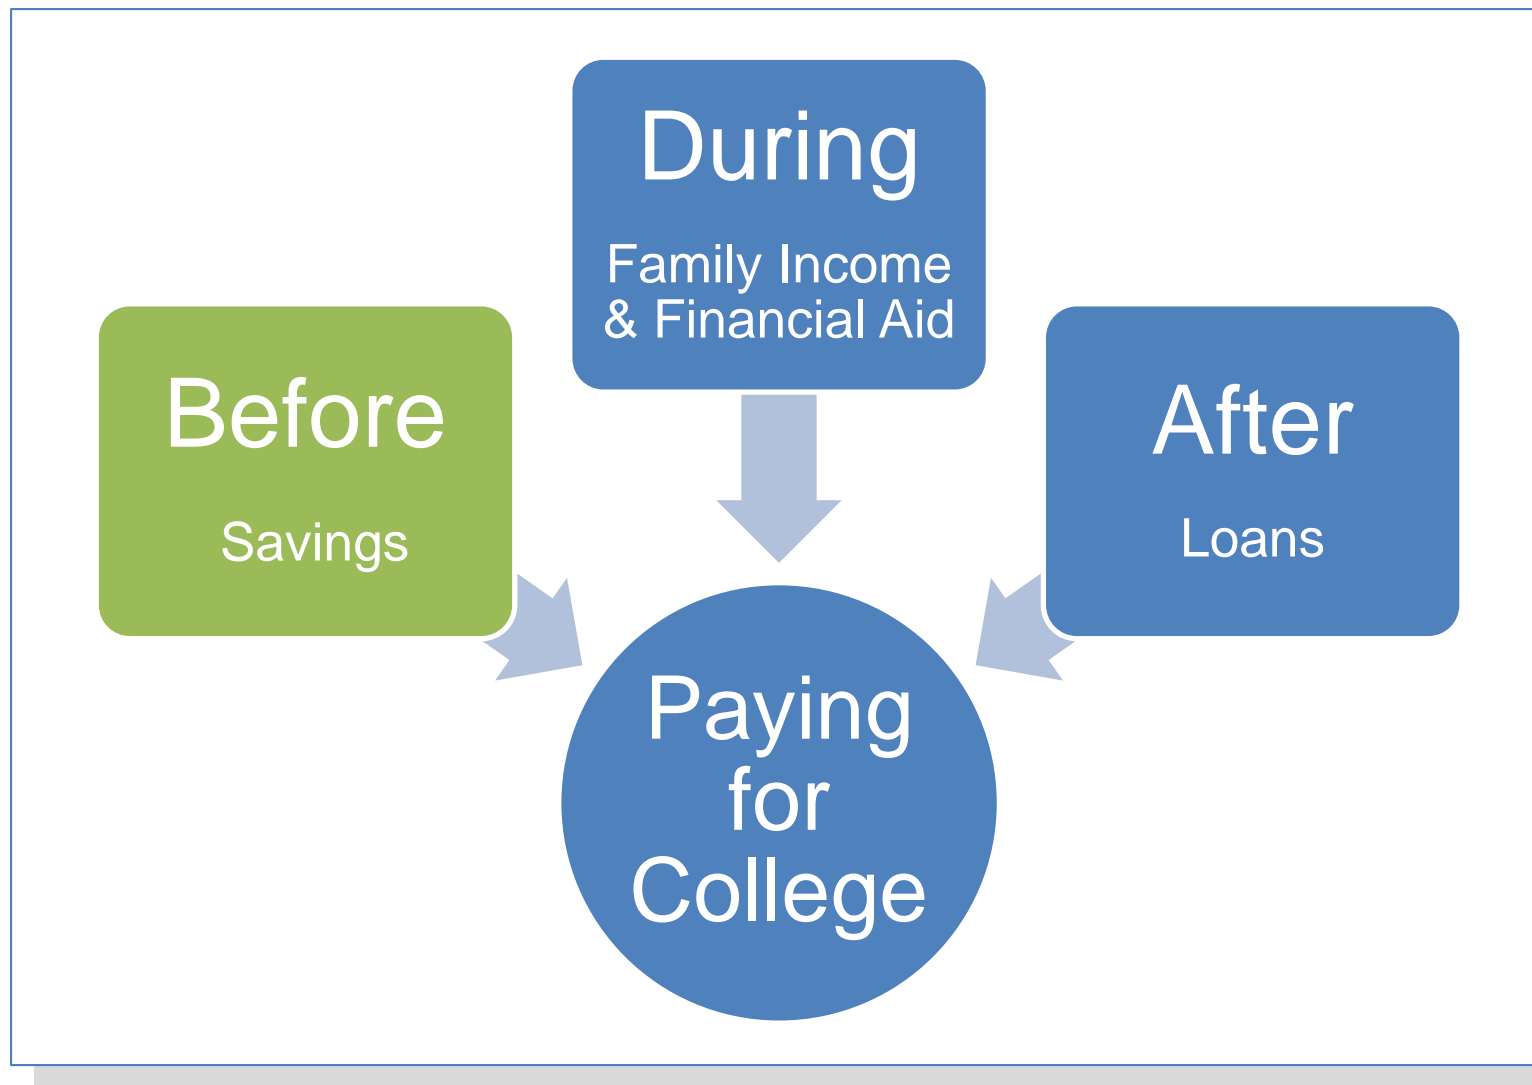 During
Family Income
& Financial Aid
Before
Savings
After
Loans
Paying
for
College